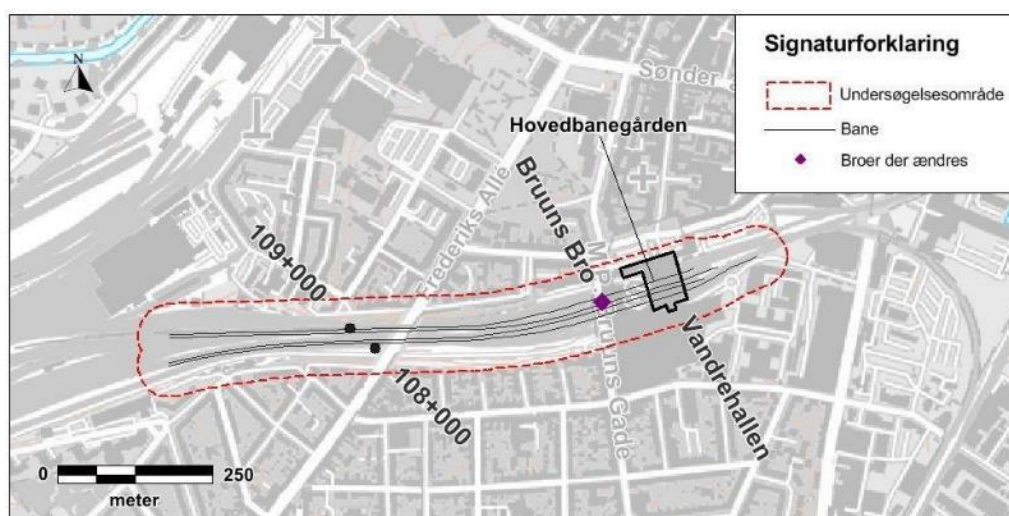 Signaturforklaring
Undersøgelsesområde
Bane
Broer der ændres
N
Sønder
Hovedbanegården
Bruuns Bro
Frederiks Alle
109+000
M.P. Bruuns Gade
Vandrehallen
108+000
0 250
meter